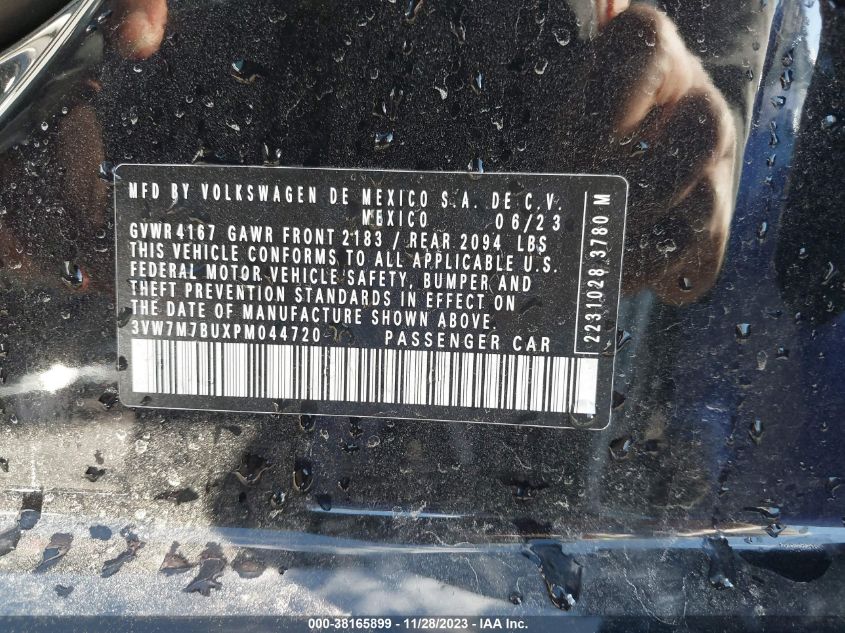 MFD BY VOLKSWAGEN DE MEXICO S.A. DE C.V.
MEXICO 06/23
GVWR 4167 GAWR FRONT 2183 / REAR 2094 LBS
THIS VEHICLE CONFORMS TO ALL APPLICABLE U.S.
FEDERAL MOTOR VEHICLE SAFETY, BUMPER AND
THEFT PREVENTION STANDARDS IN EFFECT ON
THE DATE OF MANUFACTURE SHOWN ABOVE.
3VW7M7BUXPM044720 PASSENGER CAR
2231028 3780 M
000-38165899 - 11/28/2023 - IAA Inc.